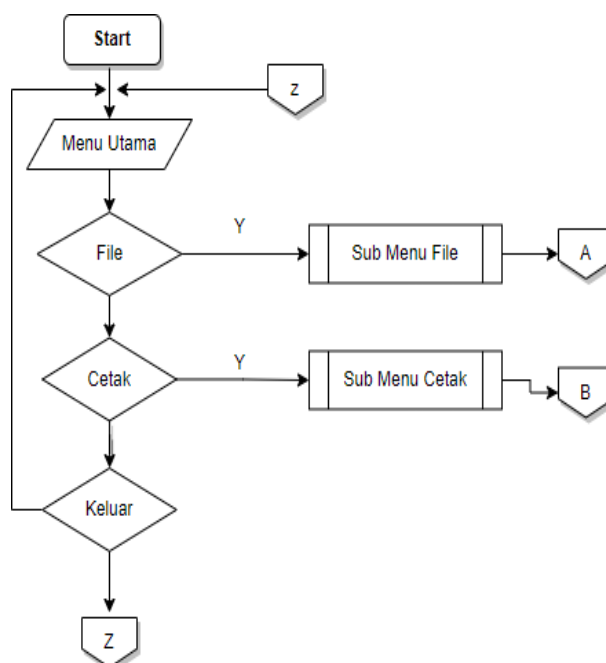 Start
z
Menu Utama
File
Y
Sub Menu File
A
Cetak
Y
Sub Menu Cetak
B
Keluar
Z